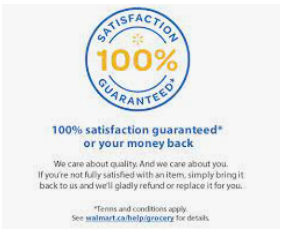 SATISFACTION
100%
GUARANTEED*
100% satisfaction guaranteed*
or your money back
We care about quality. And we care about you.
If you're not fully satisfied with an item, simply bring it
back to us and we'll gladly refund or replace it for you.
*Terms and conditions apply.
See walmart.ca/help/grocery for details.